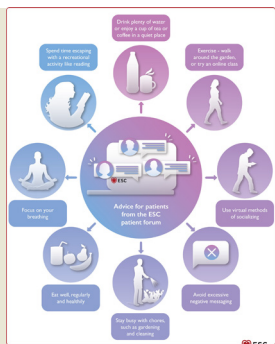 Drink plenty of water
or enjoy a cup of tea or
coffee in a quiet place
Spend time escaping
with a recreational
activity like reading
Exercise - walk
around the garden,
or try an online class
ESC
Advice for patients
from the ESC
patient forum
Focus on your
breathing
Use virtual methods
of socialising
Eat well, regularly
and healthily
Avoid excessive
negative messaging
Stay busy with chores,
such as gardening
and cleaning
ESC